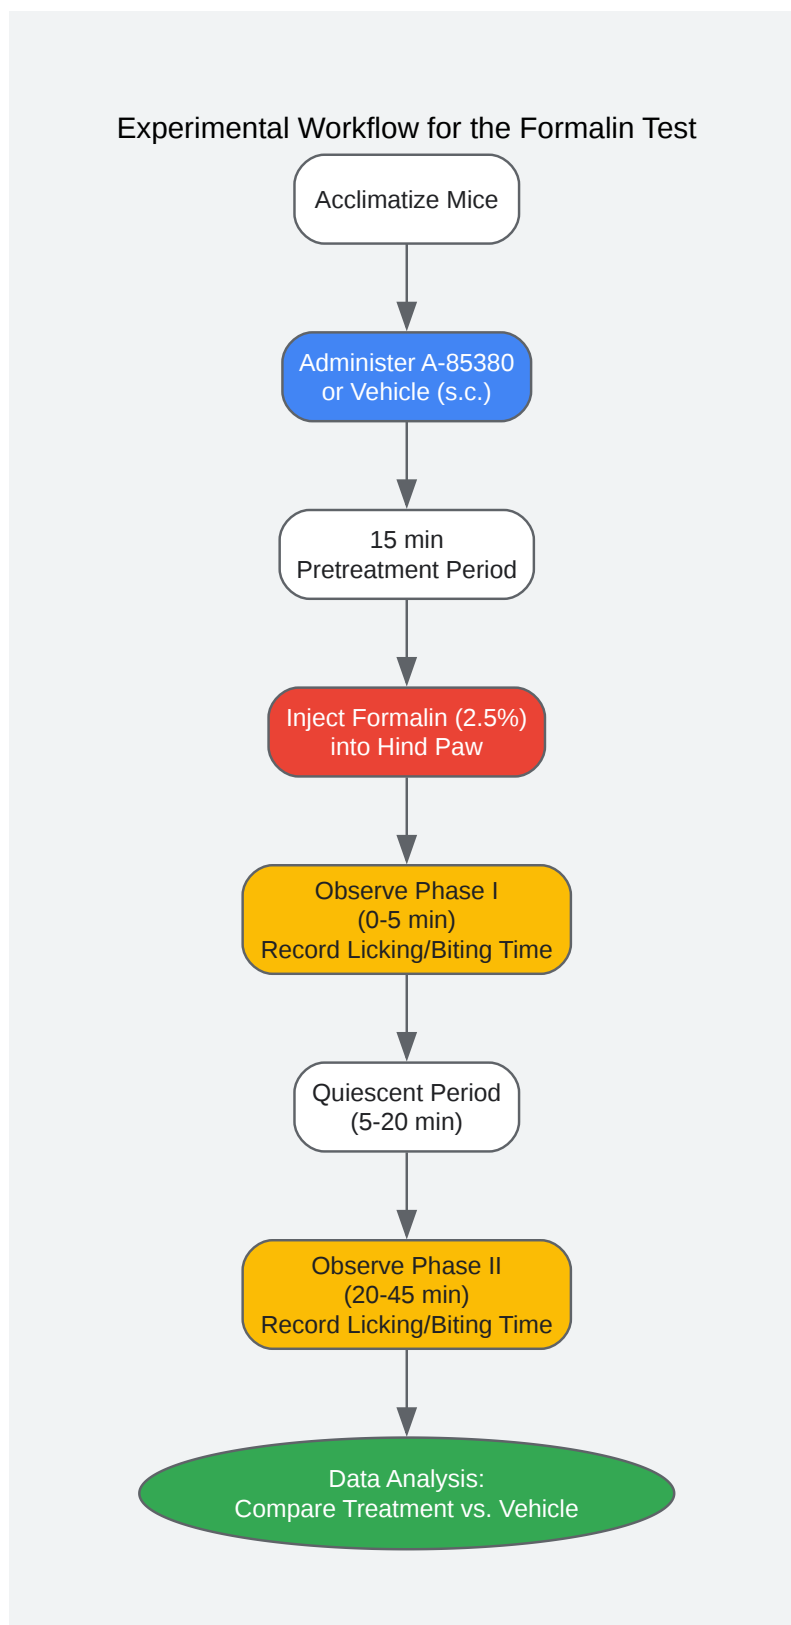 Experimental Workflow for the Formalin Test
Acclimatize Mice
Administer A-85380
or Vehicle (s.c.)
15 min
Pretreatment Period
Inject Formalin (2.5%)
into Hind Paw
Observe Phase I
(0-5 min)
Record Licking/Biting Time
Quiescent Period
(5-20 min)
Observe Phase II
(20-45 min)
Record Licking/Biting Time
Data Analysis:
Compare Treatment vs. Vehicle